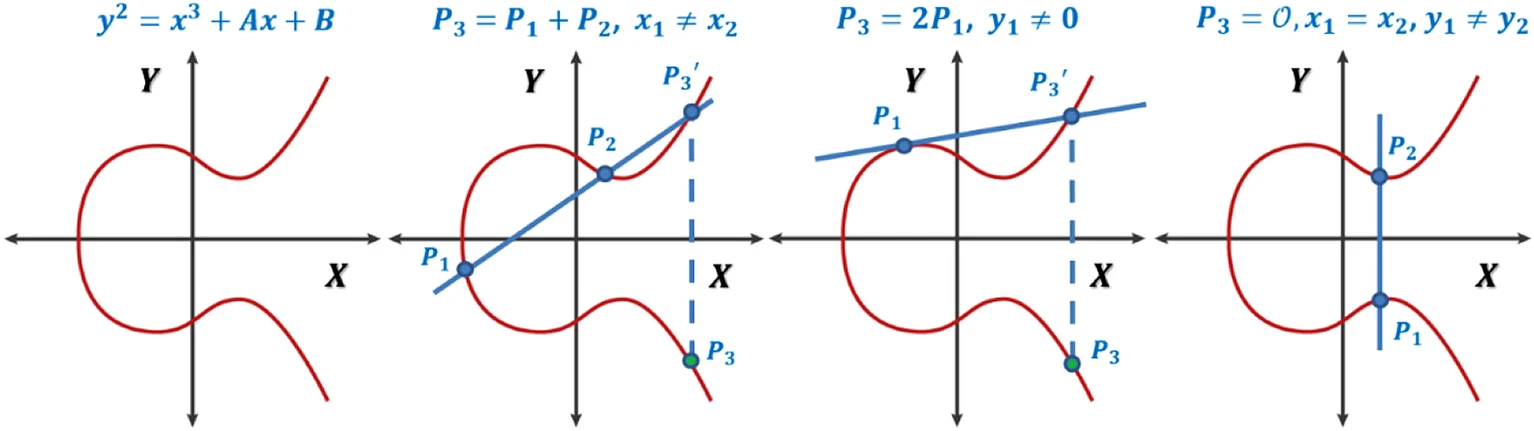 y² = x³ + Ax + B
Y
X
P₃ = P₁ + P₂, x₁ ≠ x₂
Y
P₃′
P₂
P₁
X
P₃
P₃ = 2P₁, y₁ ≠ 0
Y
P₃′
P₁
X
P₃
P₃ = 𝒪, x₁ = x₂, y₁ ≠ y₂
Y
P₂
X
P₁